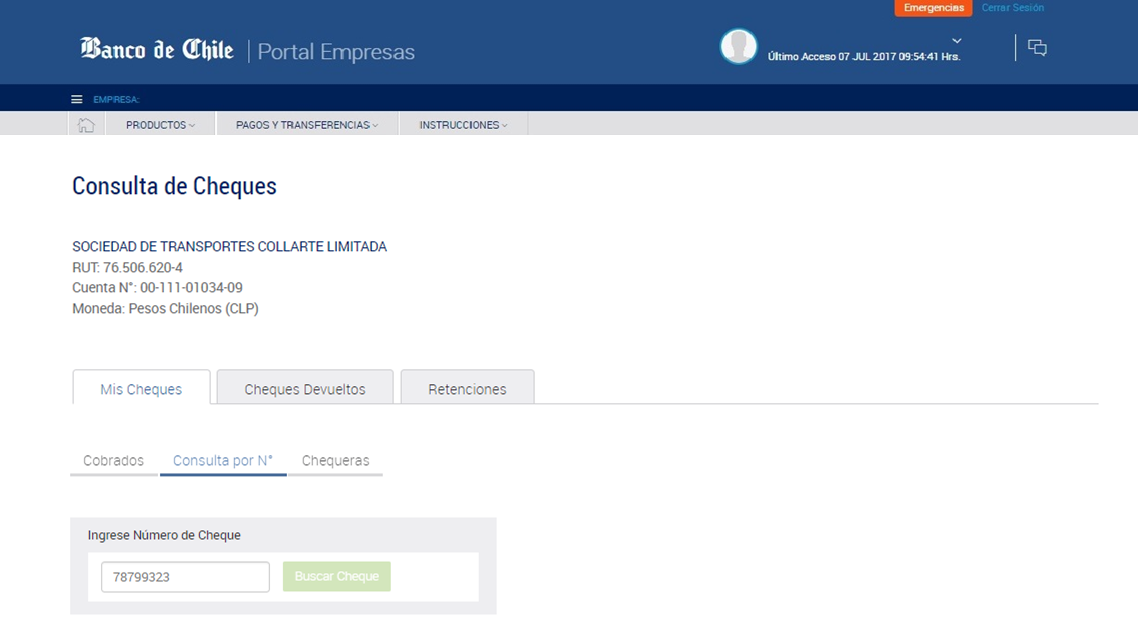 Emergencias Cerrar Sesión
Banco de Chile Portal Empresas
Último Acceso 07 JUL 2017 09:54:41 Hrs.
EMPRESA:
PRODUCTOS PAGOS Y TRANSFERENCIAS INSTRUCCIONES
Consulta de Cheques
SOCIEDAD DE TRANSPORTES COLLARTE LIMITADA
RUT: 76.506.620-4
Cuenta N°: 00-111-01034-09
Moneda: Pesos Chilenos (CLP)
Mis Cheques Cheques Devueltos Retenciones
Cobrados Consulta por N° Chequeras
Ingrese Número de Cheque
78799323 Buscar Cheque